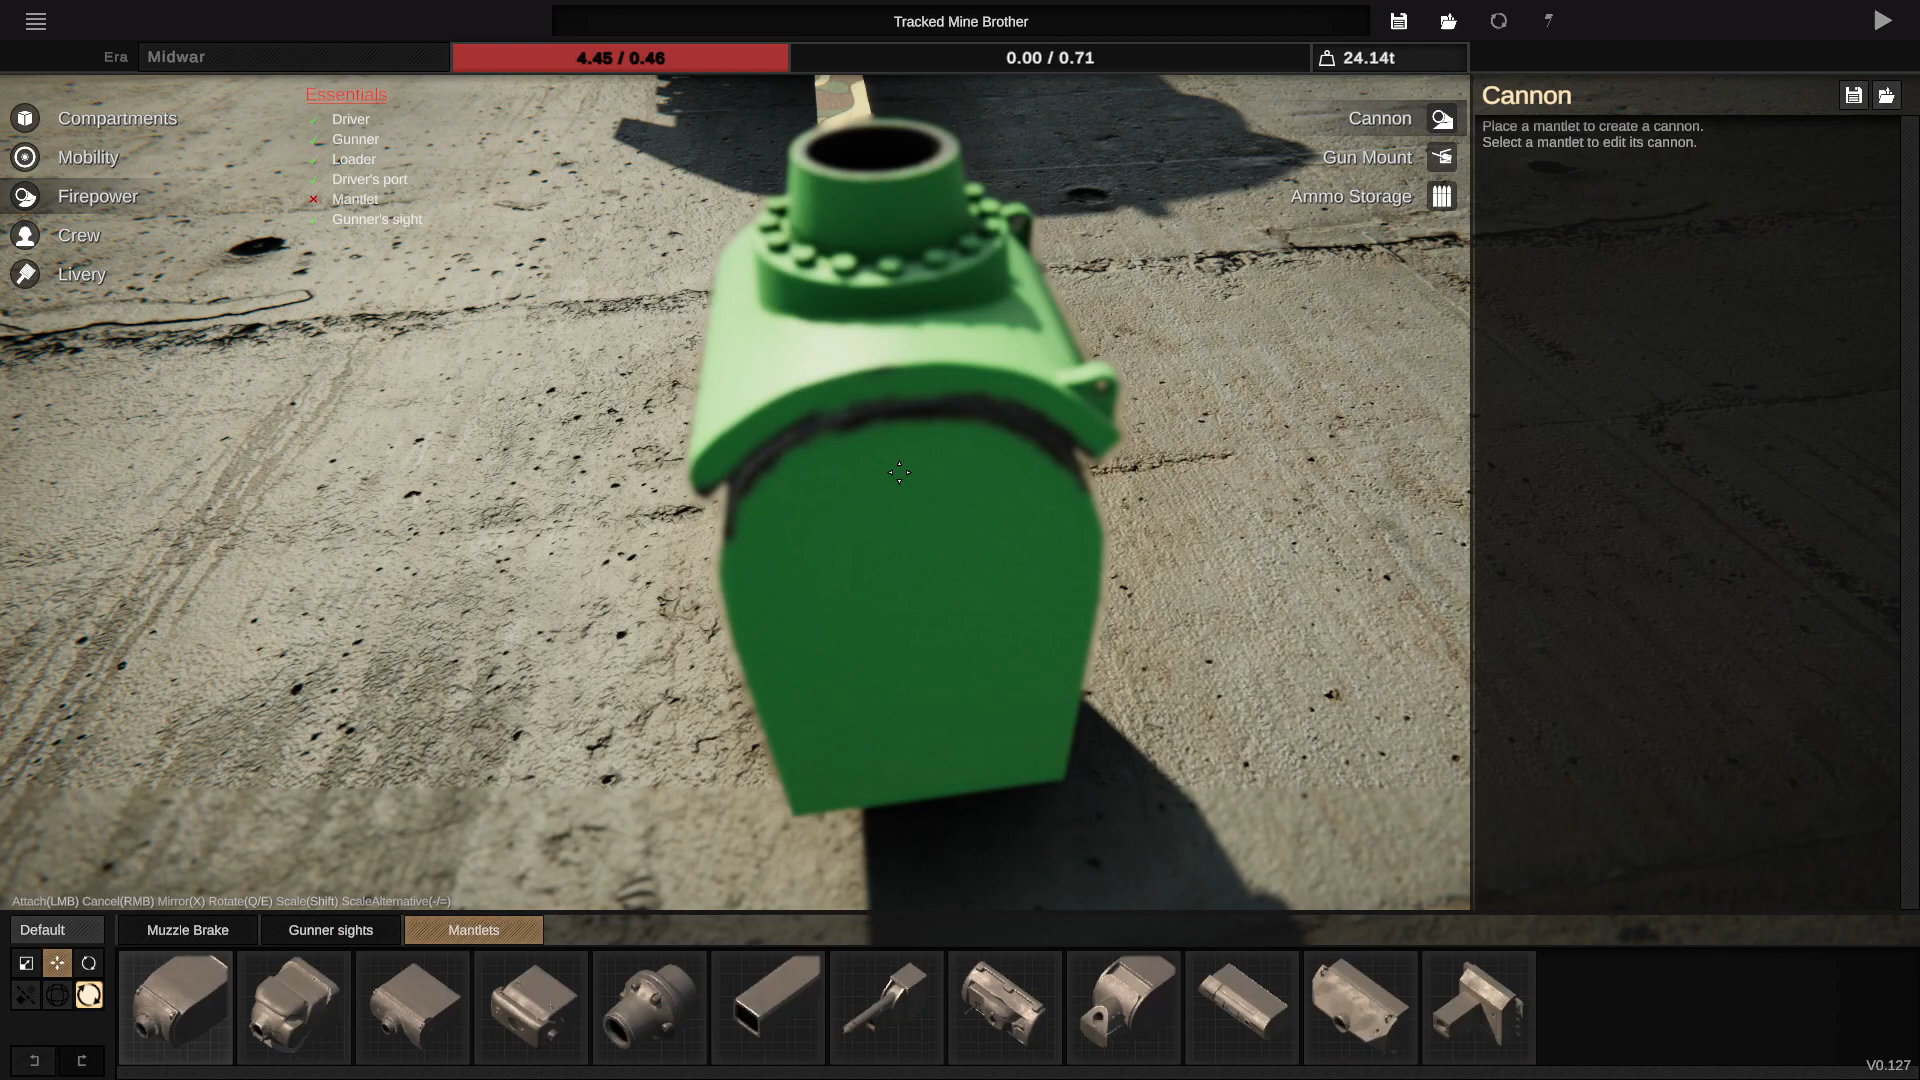 Tracked Mine Brother
Era Midwar
4.45 / 0.46
0.00 / 0.71
24.14t
Compartments
Mobility
Firepower
Crew
Livery
Essentials
Driver
Gunner
Loader
Driver's port
Mantlet
Gunner's sight
Cannon
Gun Mount
Ammo Storage
Cannon
Place a mantlet to create a cannon.
Select a mantlet to edit its cannon.
Attach(LMB) Cancel(RMB) Mirror(X) Rotate(Q/E) Scale(Shift) ScaleAlternative(-/=)
Default
Muzzle Brake
Gunner sights
Mantlets
V0.127